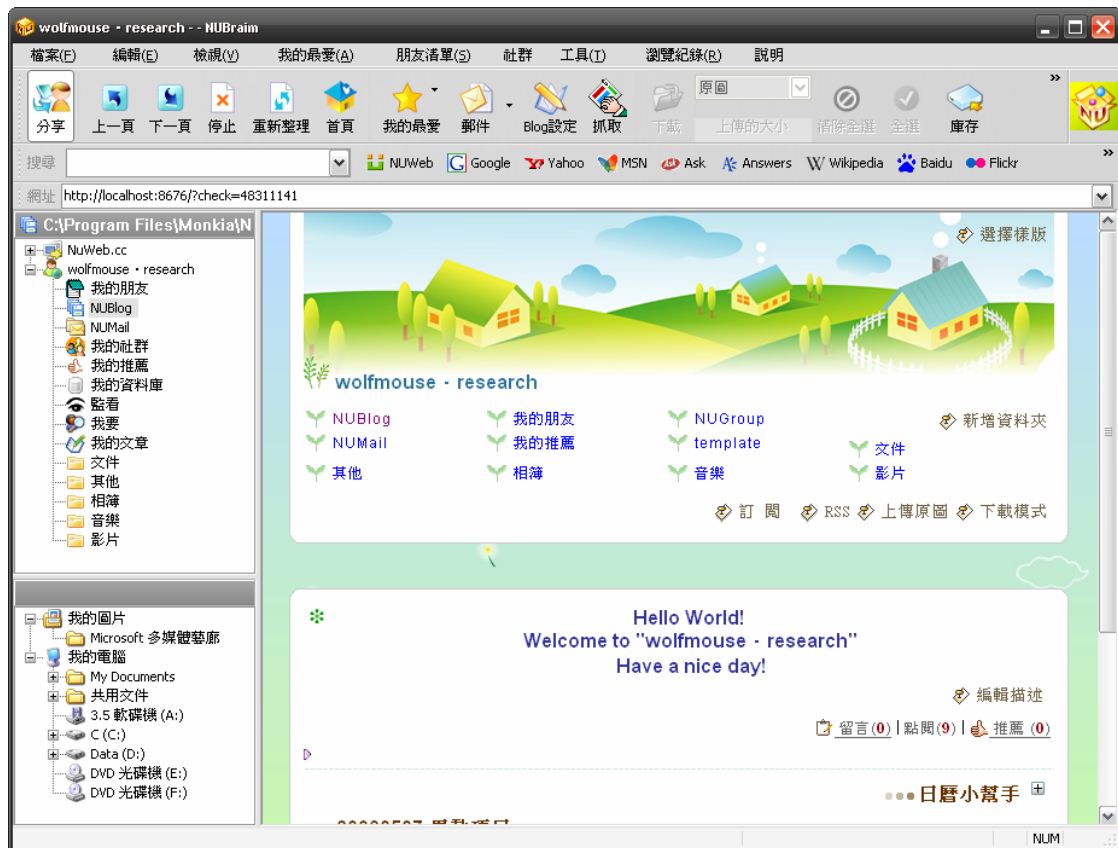 wolfmouse - research - - NUBraim
檔案(F) 編輯(E) 檢視(V) 我的最愛(A) 朋友清單(S) 社群 工具(T) 瀏覽紀錄(R) 說明
原圖
分享 上一頁 下一頁 停止 重新整理 首頁 我的最愛 郵件 Blog設定 抓取 下載 上傳的大小 清除全選 全選 庫存 NU
搜尋 NUWeb Google Yahoo MSN Ask Answers Wikipedia Baidu Flickr
網址 http://localhost:8676/?check=48311141
C:\Program Files\Monkia\N
NuWeb.cc
wolfmouse - research
我的朋友
NUBlog
NUMail
我的社群
我的推薦
我的資料庫
監看
我要
我的文章
文件
其他
相簿
音樂
影片
我的圖片
Microsoft 多媒體藝廊
我的電腦
My Documents
共用文件
3.5 軟碟機 (A:)
C (C:)
Data (D:)
DVD 光碟機 (E:)
DVD 光碟機 (F:)
選擇樣版
wolfmouse - research
NUBlog 我的朋友 NUGroup 新增資料夾
NUMail 我的推薦 template 文件
其他 相簿 音樂 影片
訂 閱 RSS 上傳原圖 下載模式
Hello World!
Welcome to "wolfmouse - research"
Have a nice day!
編輯描述
留言(0) | 點閱(9) | 推薦 (0)
日曆小幫手
NUM